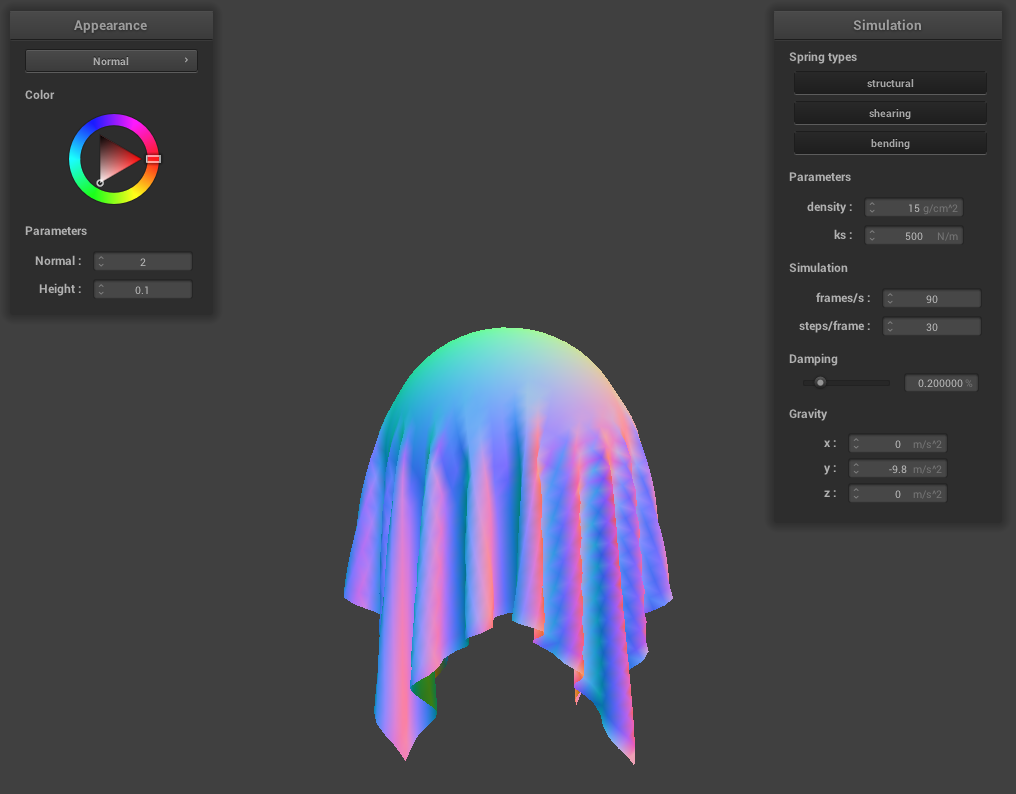 Appearance
Normal ›
Color
Parameters
Normal : 2
Height : 0.1
Simulation
Spring types
structural
shearing
bending
Parameters
density : 15 g/cm^2
ks : 500 N/m
Simulation
frames/s : 90
steps/frame : 30
Damping
0.200000 %
Gravity
x : 0 m/s^2
y : -9.8 m/s^2
z : 0 m/s^2